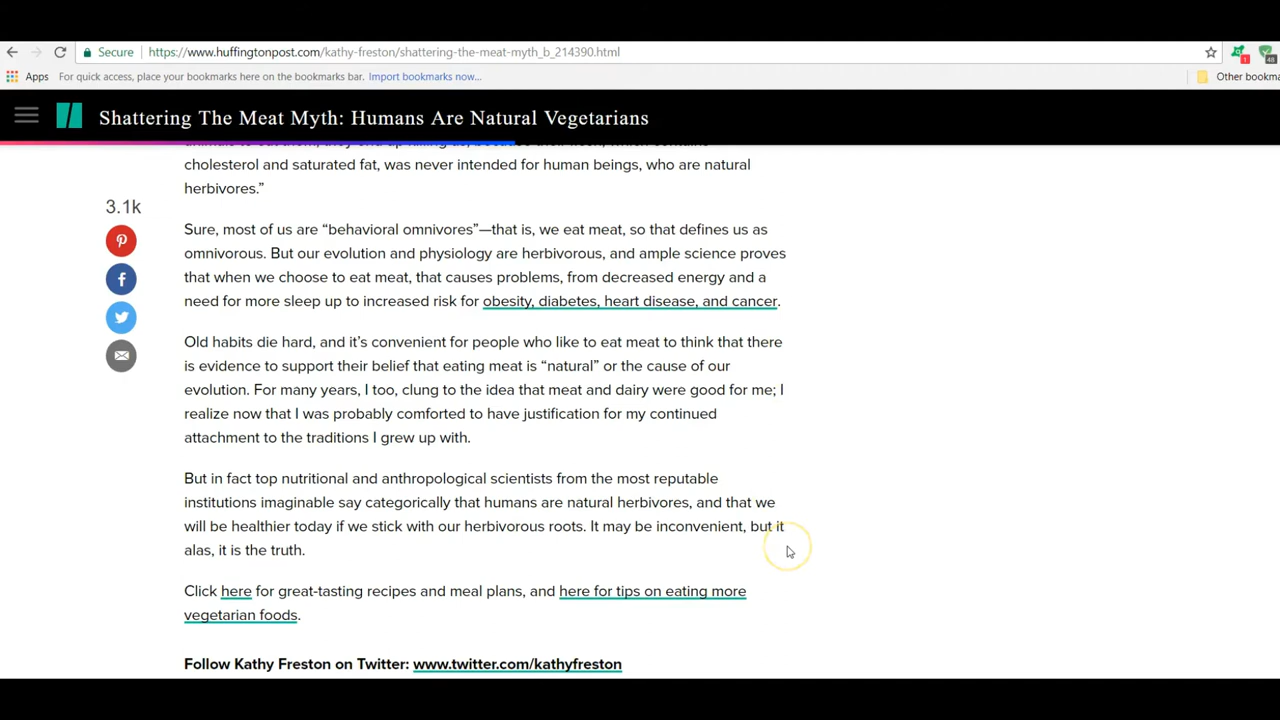 Secure
https://www.huffingtonpost.com/kathy-freston/shattering-the-meat-myth_b_214390.html
1
48
Apps
For quick access, place your bookmarks here on the bookmarks bar. Import bookmarks now...
Other bookma
Shattering The Meat Myth: Humans Are Natural Vegetarians
cholesterol and saturated fat, was never intended for human beings, who are natural
herbivores.”
3.1k
Sure, most of us are “behavioral omnivores”—that is, we eat meat, so that defines us as
omnivorous. But our evolution and physiology are herbivorous, and ample science proves
that when we choose to eat meat, that causes problems, from decreased energy and a
need for more sleep up to increased risk for obesity, diabetes, heart disease, and cancer.
Old habits die hard, and it’s convenient for people who like to eat meat to think that there
is evidence to support their belief that eating meat is “natural” or the cause of our
evolution. For many years, I too, clung to the idea that meat and dairy were good for me; I
realize now that I was probably comforted to have justification for my continued
attachment to the traditions I grew up with.
But in fact top nutritional and anthropological scientists from the most reputable
institutions imaginable say categorically that humans are natural herbivores, and that we
will be healthier today if we stick with our herbivorous roots. It may be inconvenient, but it
alas, it is the truth.
Click here for great-tasting recipes and meal plans, and here for tips on eating more
vegetarian foods.
Follow Kathy Freston on Twitter: www.twitter.com/kathyfreston